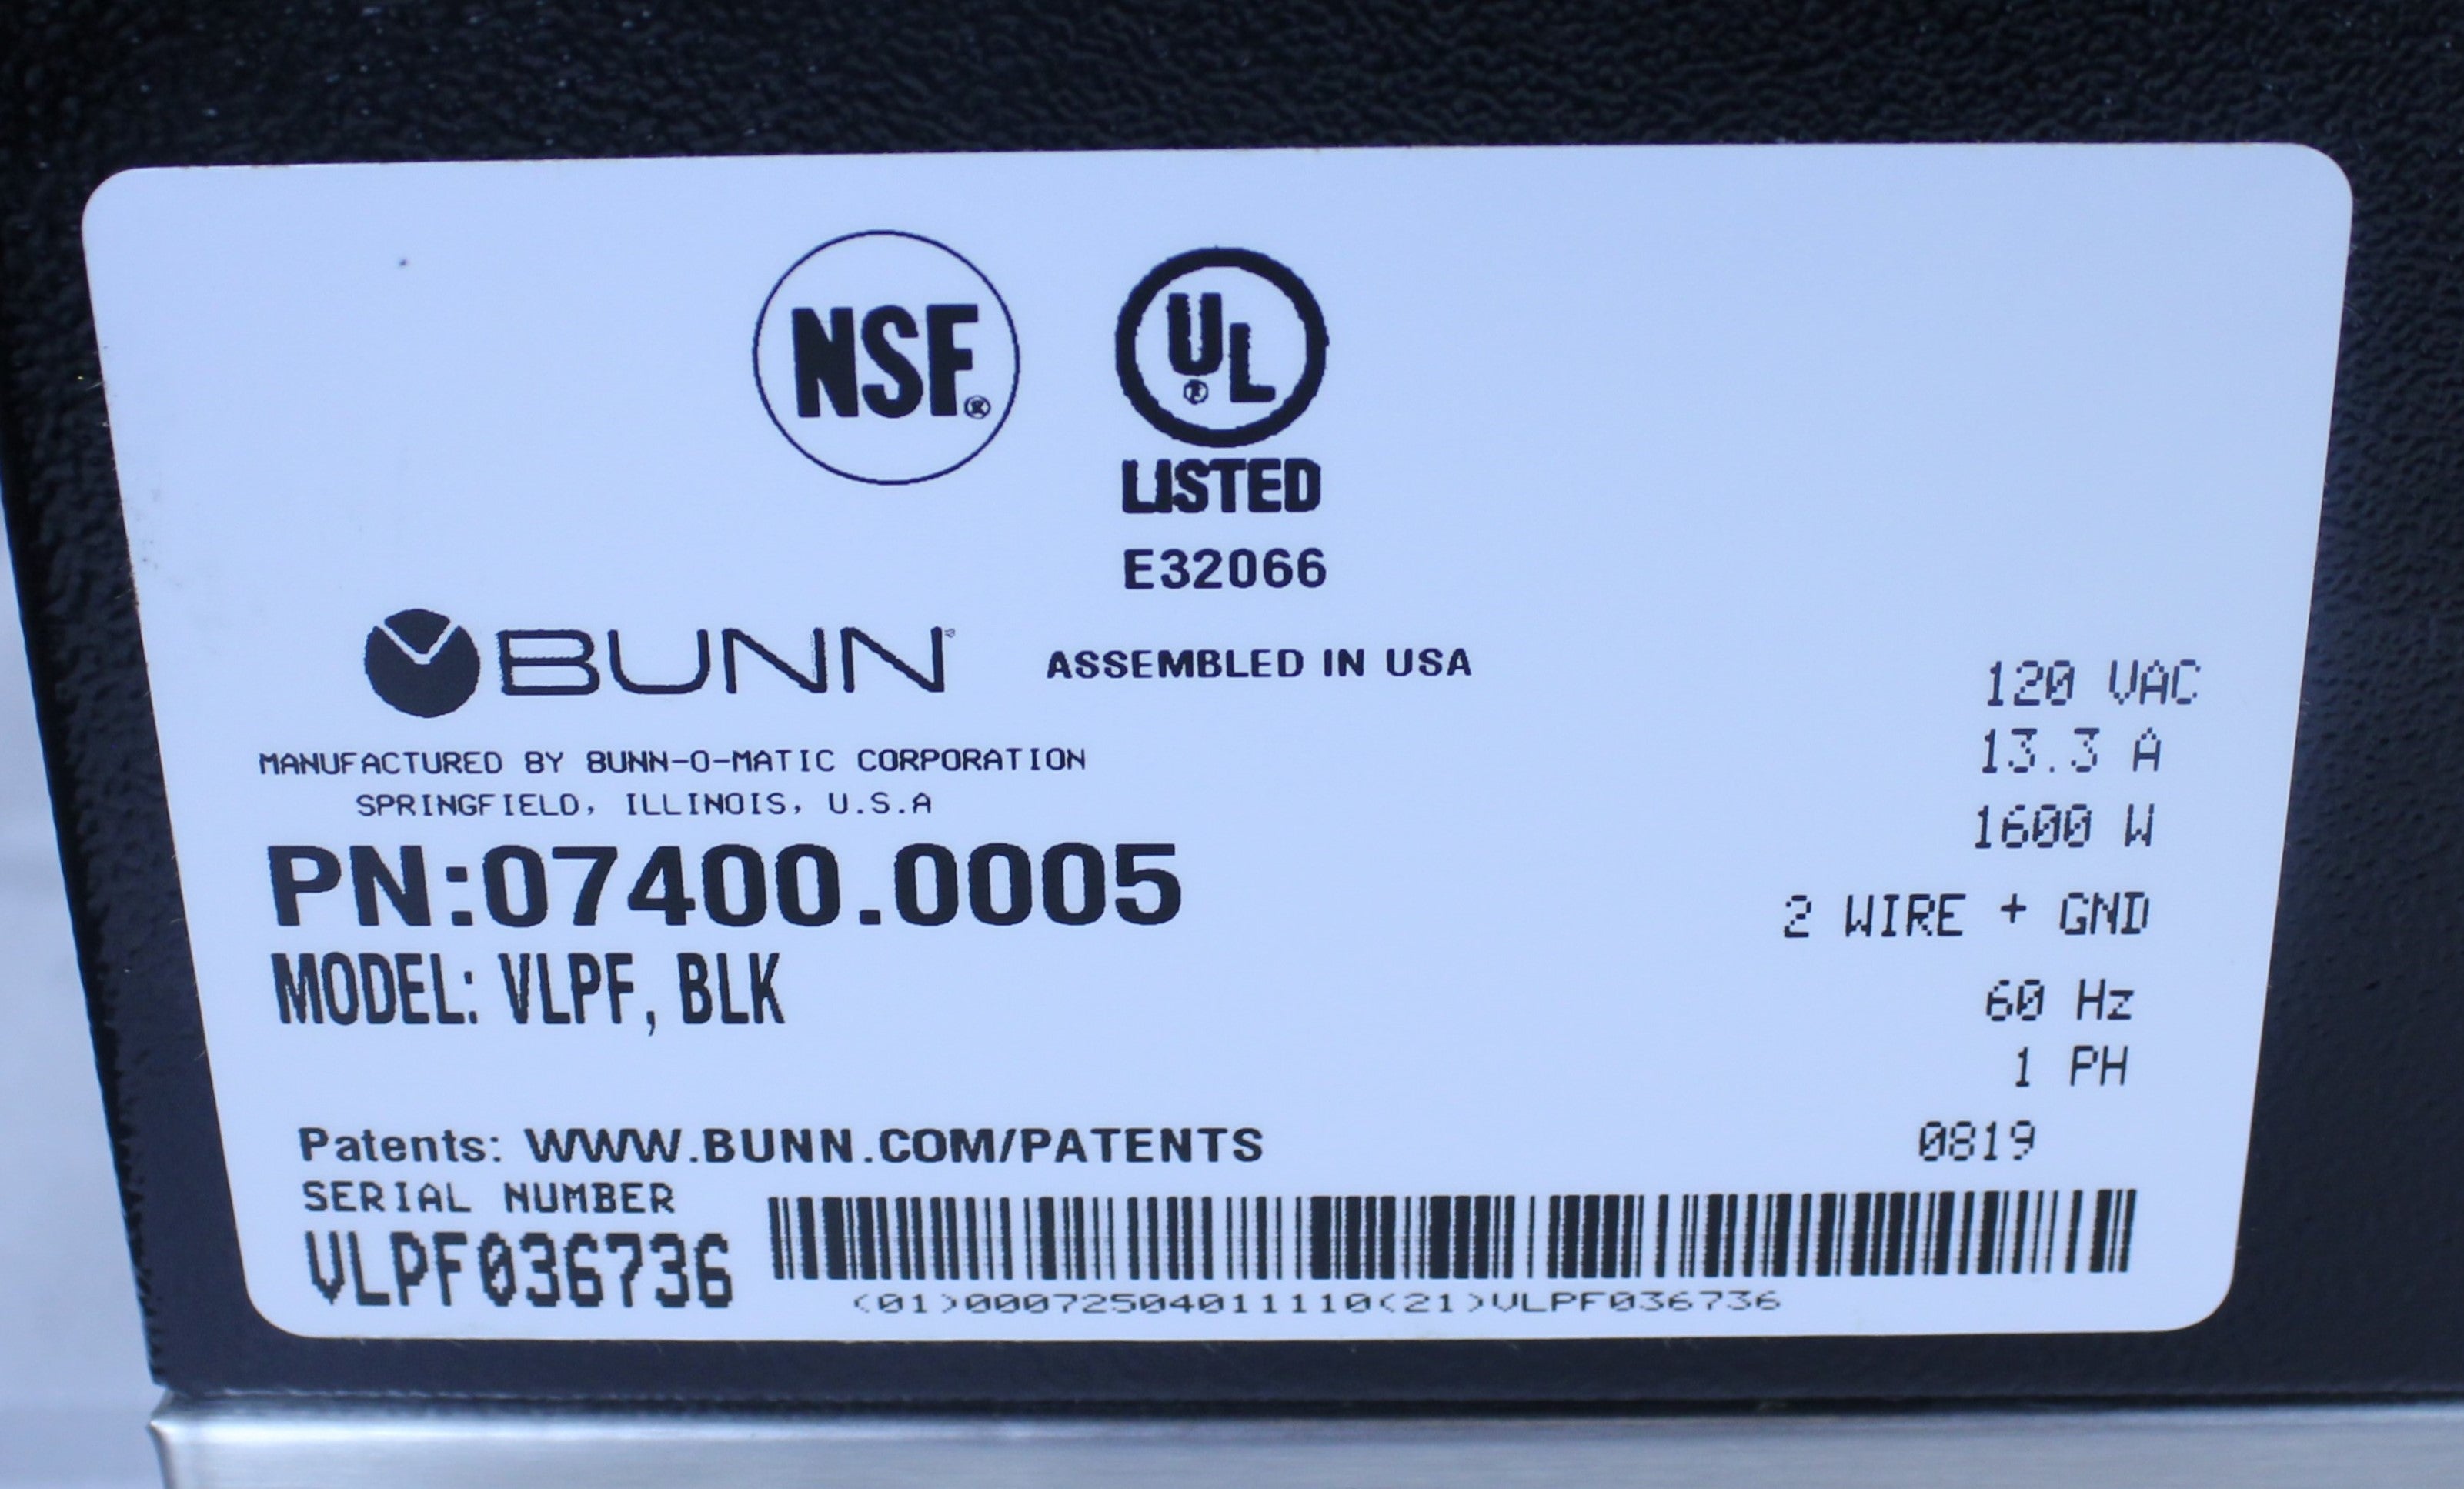 NSF®
UL®
LISTED
E32066
BUNN®
ASSEMBLED IN USA
MANUFACTURED BY BUNN-O-MATIC CORPORATION
SPRINGFIELD, ILLINOIS, U.S.A
PN:07400.0005
MODEL: VLPF, BLK
120 VAC
13.3 A
1600 W
2 WIRE + GND
60 Hz
1 PH
0819
Patents: WWW.BUNN.COM/PATENTS
SERIAL NUMBER
VLPF036736
(01)00072504011110(21)VLPF036736